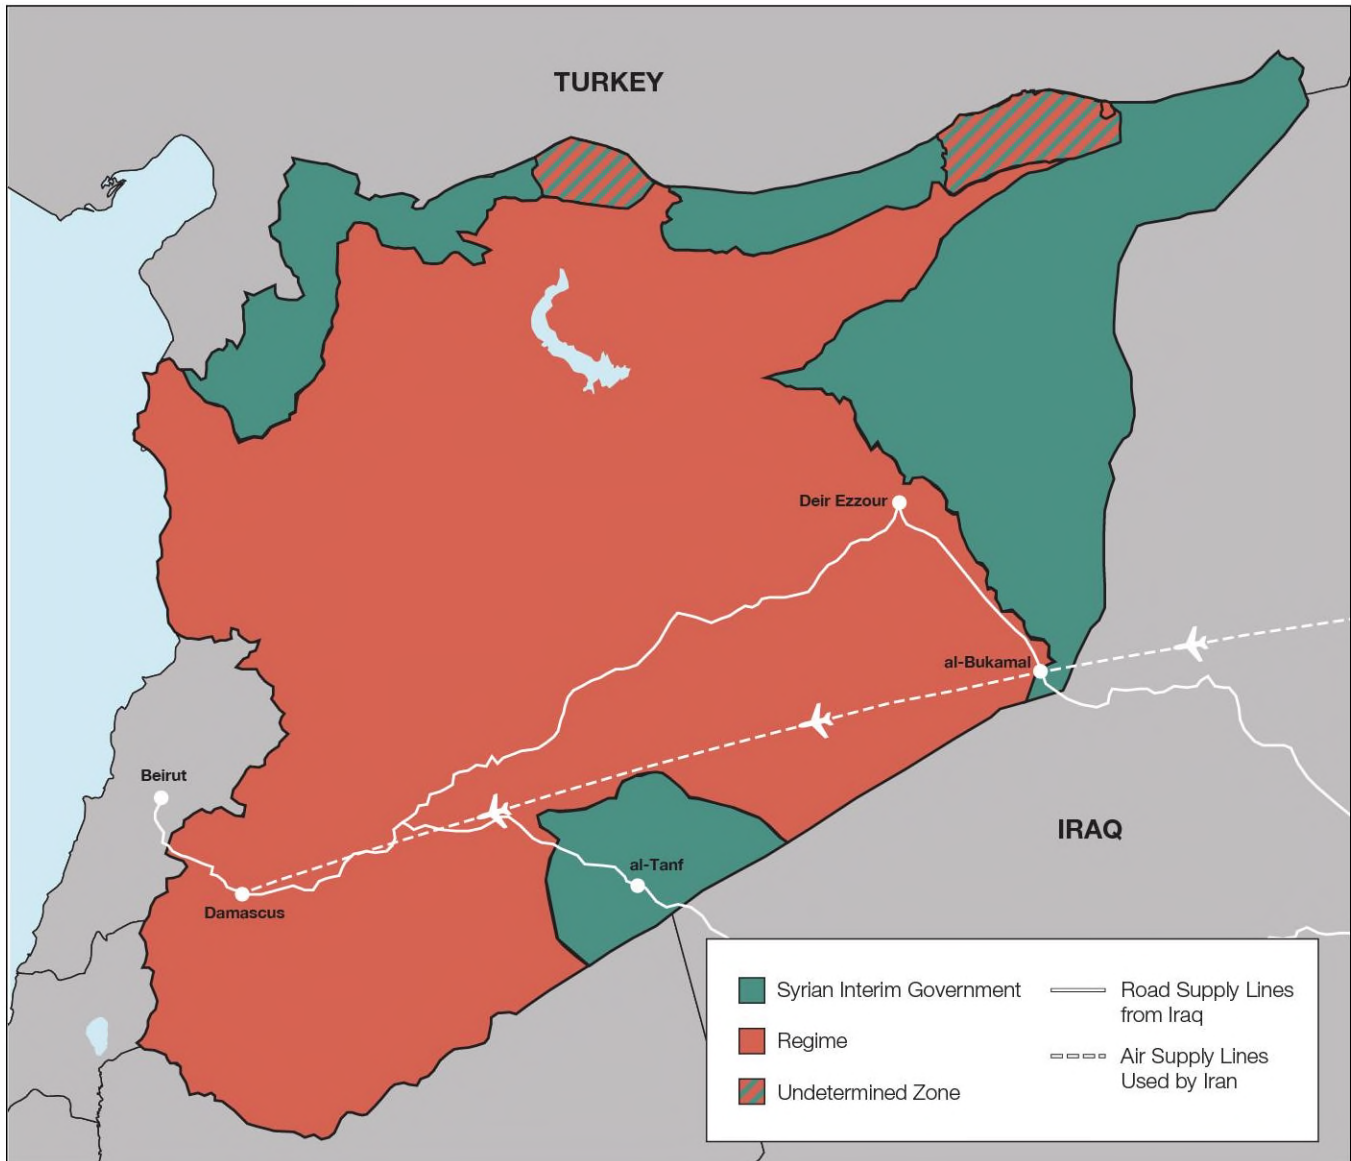 TURKEY
Deir Ezzour
al-Bukamal
Beirut
IRAQ
al-Tanf
Damascus
Syrian Interim Government
Regime
Undetermined Zone
Road Supply Lines
from Iraq
Air Supply Lines
Used by Iran